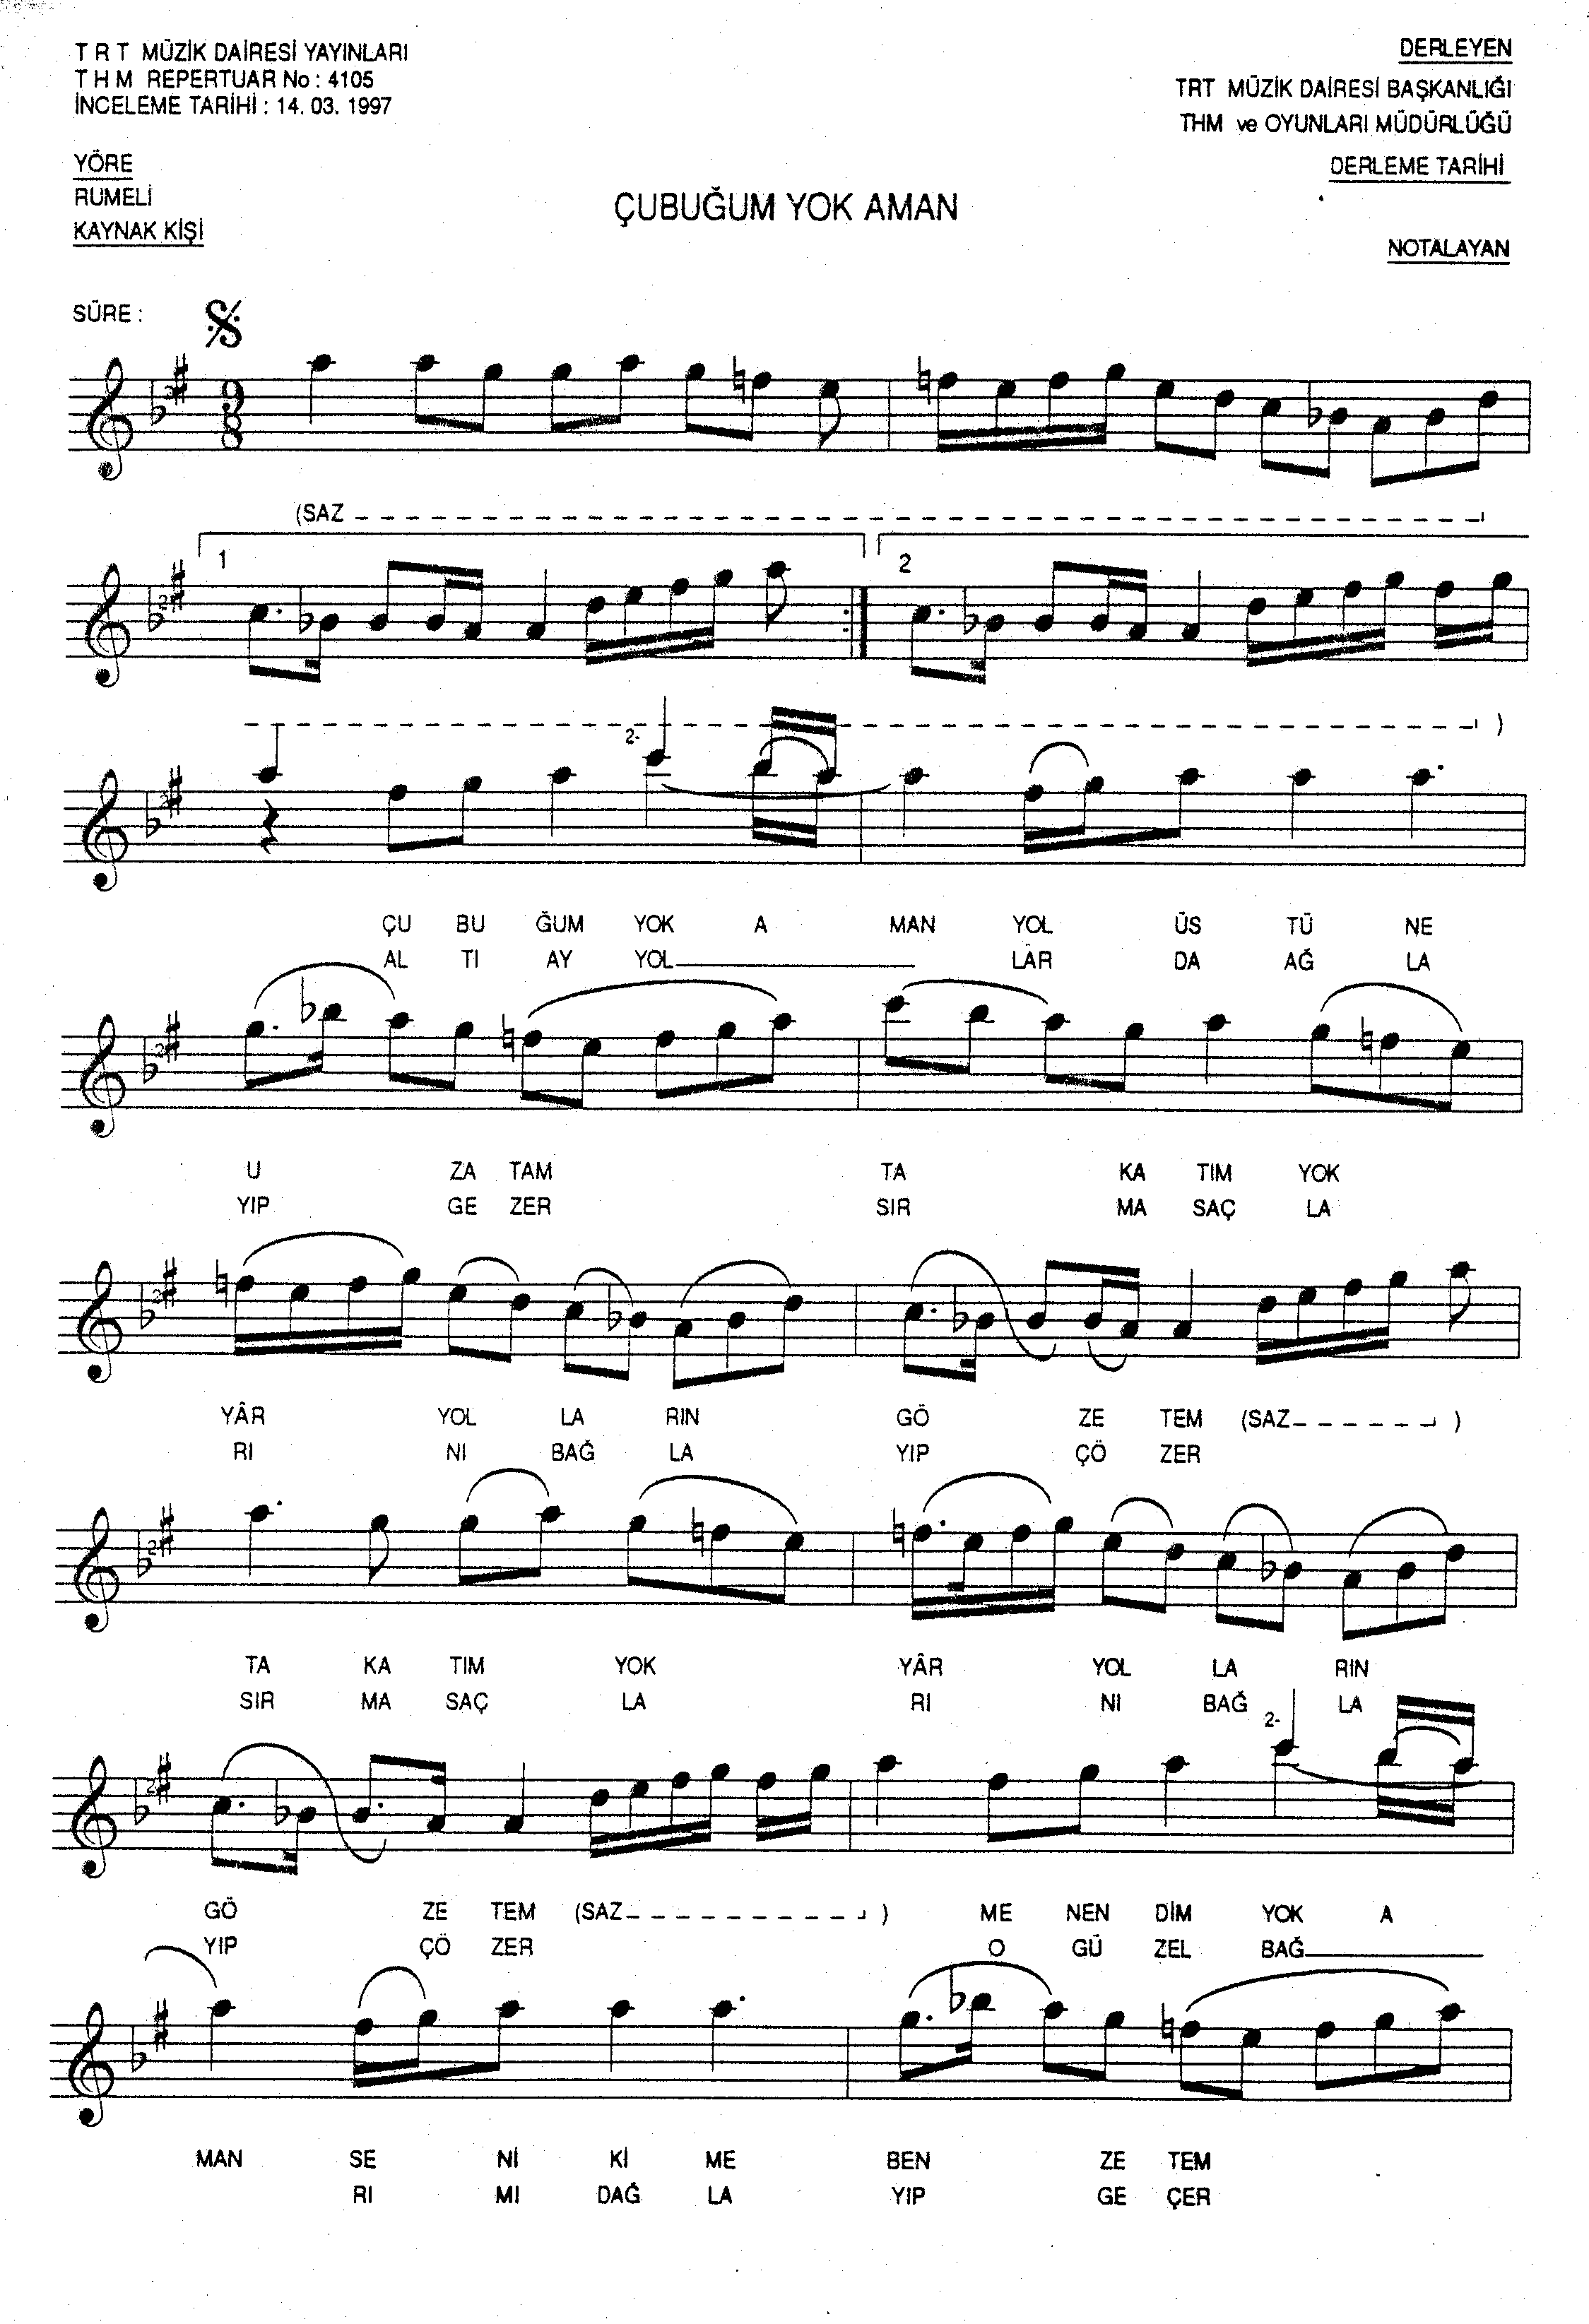 T R T MÜZİK DAİRESİ YAYINLARI
T H M REPERTUAR No : 4105
İNCELEME TARİHİ : 14. 03. 1997
DERLEYEN
TRT MÜZİK DAİRESİ BAŞKANLIĞI
THM ve OYUNLARI MÜDÜRLÜĞÜ
YÖRE
RUMELİ
KAYNAK KİŞİ
DERLEME TARİHİ
ÇUBUĞUM YOK AMAN
NOTALAYAN
SÜRE :
9
8
8
(SAZ
1
2
2-
)
ÇU BU ĞUM YOK A MAN YOL ÜS TÜ NE
AL TI AY YOL LAR DA AĞ LA
U ZA TAM TA KA TIM YOK
YIP GE ZER SIR MA SAÇ LA
YÂR YOL LA RIN GÖ ZE TEM (SAZ )
RI NI BAĞ LA YIP ÇÖ ZER
TA KA TIM YOK YÂR YOL LA RIN
SIR MA SAÇ LA RI NI BAĞ LA
2-
GÖ ZE TEM (SAZ ) ME NEN DİM YOK A
YIP ÇÖ ZER O GÜ ZEL BAĞ
MAN SE Nİ Kİ ME BEN ZE TEM
RI MI DAĞ LA YIP GE ÇER